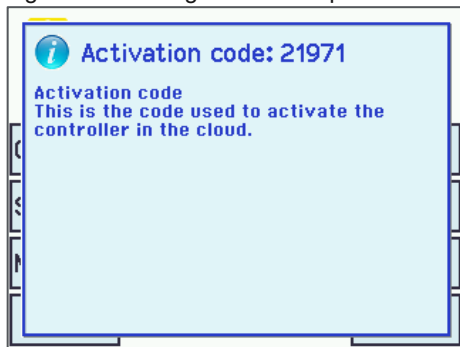 Activation code: 21971
Activation code
This is the code used to activate the
controller in the cloud.